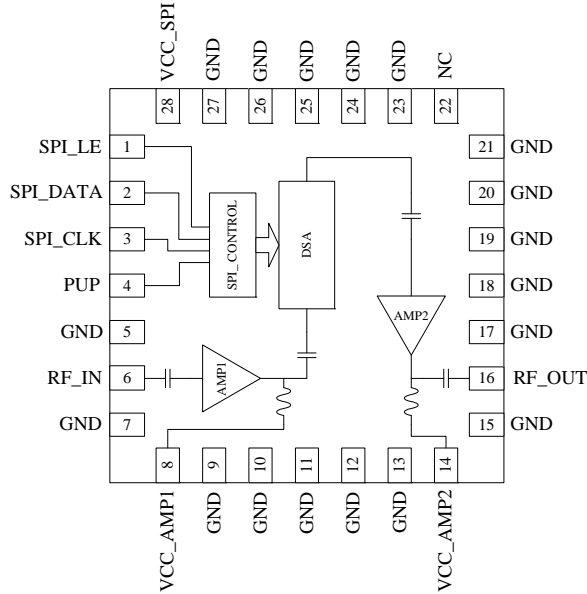 VCC_SPI
GND
GND
GND
GND
GND
NC
28
27
26
25
24
23
22
SPI_LE
1
SPI_DATA
2
SPI_CLK
3
PUP
4
GND
5
RF_IN
6
GND
7
SPI_CONTROL
DSA
AMP1
AMP2
21
GND
20
GND
19
GND
18
GND
17
GND
16
RF_OUT
15
GND
8
9
10
11
12
13
14
VCC_AMP1
GND
GND
GND
GND
GND
VCC_AMP2